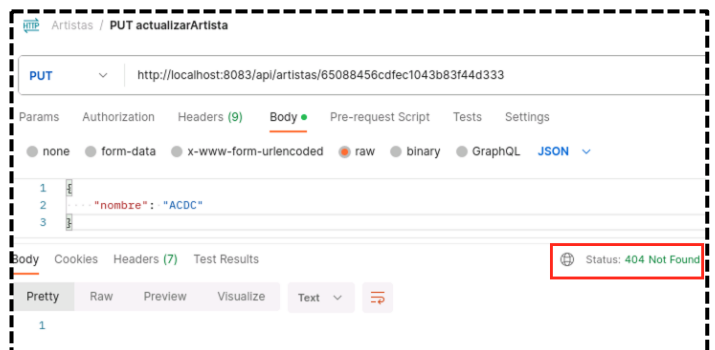 HTTP Artistas / PUT actualizarArtista
PUT http://localhost:8083/api/artistas/65088456cdfec1043b83f44d333
Params Authorization Headers (9) Body Pre-request Script Tests Settings
none form-data x-www-form-urlencoded raw binary GraphQL JSON
1 {
2 "nombre": "ACDC"
3 }
Body Cookies Headers (7) Test Results Status: 404 Not Found
Pretty Raw Preview Visualize Text
1